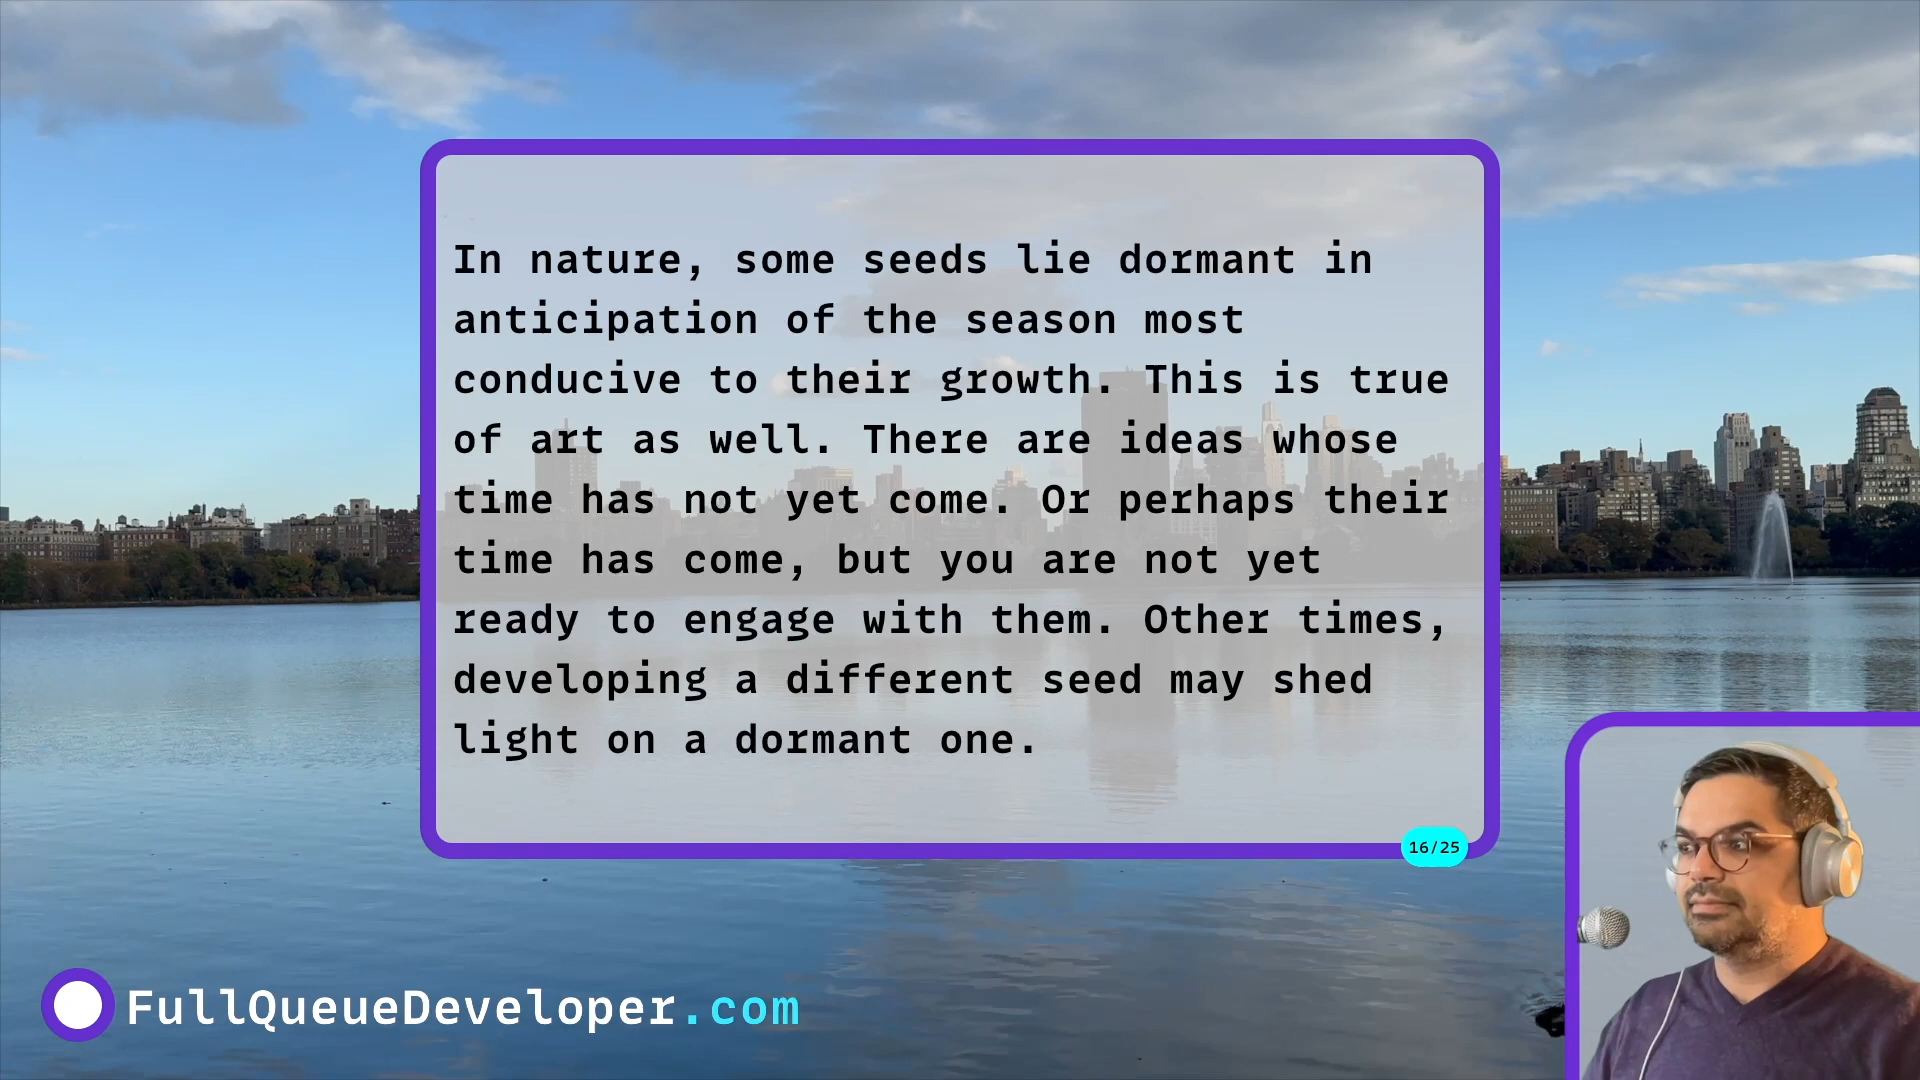 In nature, some seeds lie dormant in
anticipation of the season most
conducive to their growth. This is true
of art as well. There are ideas whose
time has not yet come. Or perhaps their
time has come, but you are not yet
ready to engage with them. Other times,
developing a different seed may shed
light on a dormant one.
16/25
FullQueueDeveloper.com